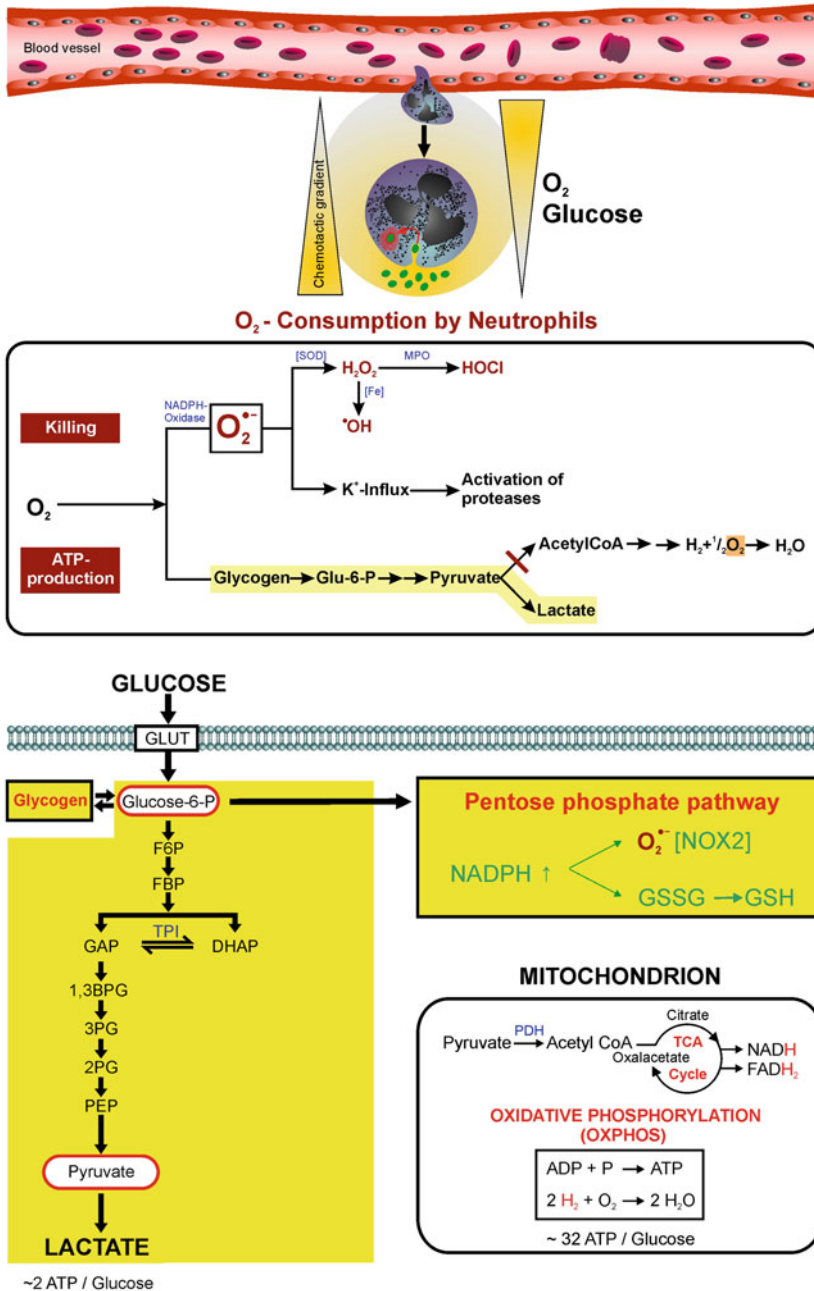 Blood vessel
Chemotactic gradient
O₂
Glucose
O₂ - Consumption by Neutrophils
Killing
NADPH-
Oxidase
O₂•−
[SOD]
H₂O₂
MPO
HOCl
[Fe]
•OH
K⁺-Influx
Activation of
proteases
O₂
ATP-
production
Glycogen
Glu-6-P
Pyruvate
AcetylCoA
H₂+¹/₂O₂
H₂O
Lactate
GLUCOSE
GLUT
Glycogen
Glucose-6-P
F6P
FBP
GAP
TPI
DHAP
1,3BPG
3PG
2PG
PEP
Pyruvate
LACTATE
~2 ATP / Glucose
Pentose phosphate pathway
NADPH ↑
O₂•− [NOX2]
GSSG → GSH
MITOCHONDRION
Pyruvate
PDH
Acetyl CoA
Citrate
Oxalacetate
TCA
Cycle
NADH
FADH₂
OXIDATIVE PHOSPHORYLATION
(OXPHOS)
ADP + P → ATP
2 H₂ + O₂ → 2 H₂O
~ 32 ATP / Glucose